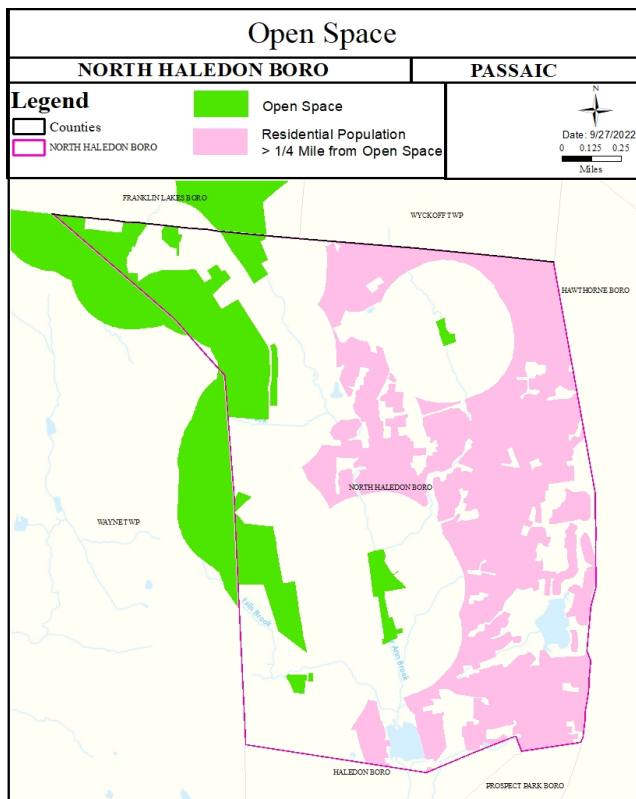 Open Space
NORTH HALEDON BORO
PASSAIC
Legend
Counties
NORTH HALEDON BORO
Open Space
Residential Population
> 1/4 Mile from Open Space
N
Date: 9/27/2022
0 0.125 0.25
Miles
FRANKLIN LAKES BORO
WYCKOFF TWP
HAWTHORNE BORO
NORTH HALEDON BORO
WAYNE TWP
Falls Brook
Ann Brook
HALEDON BORO
PROSPECT PARK BORO